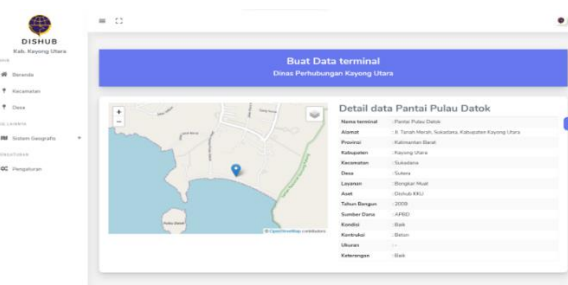 DISHUB
Kab. Kayong Utara
Beranda
Kecamatan
Desa
Sistem Geografis
Pengaturan
Buat Data terminal
Dinas Perhubungan Kayong Utara
+
-
© OpenStreetMap contributors
Detail data Pantai Pulau Datok
Nama terminal : Pantai Pulau Datok
Alamat : Jl. Tanah Merah, Sukadana, Kabupaten Kayong Utara
Provinsi : Kalimantan Barat
Kabupaten : Kayong Utara
Kecamatan : Sukadana
Desa : Sutera
Layanan : Bongkar Muat
Aset : Dishub KKU
Tahun Bangun : 2009
Sumber Dana : APBD
Kondisi : Baik
Kontruksi : Beton
Ukuran : -
Keterangan : Baik